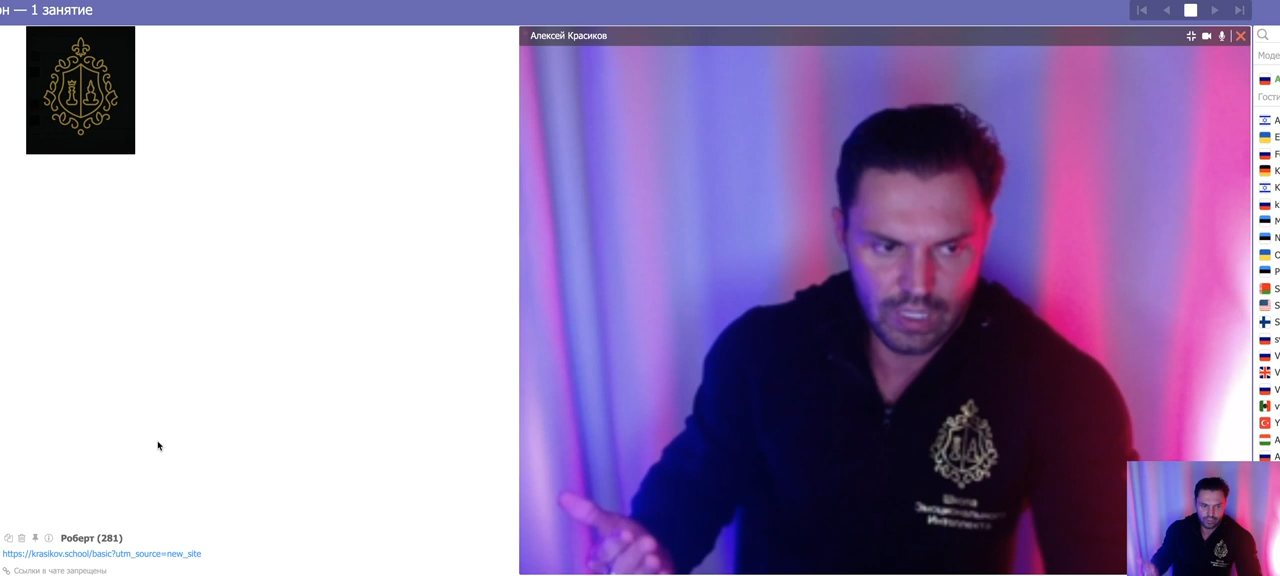 он — 1 занятие
Алексей Красиков
Роберт (281)
https://krasikov.school/basic?utm_source=new_site
Ссылки в чате запрещены
Школа
Эмоционального
Интеллекта
Моде
Гости